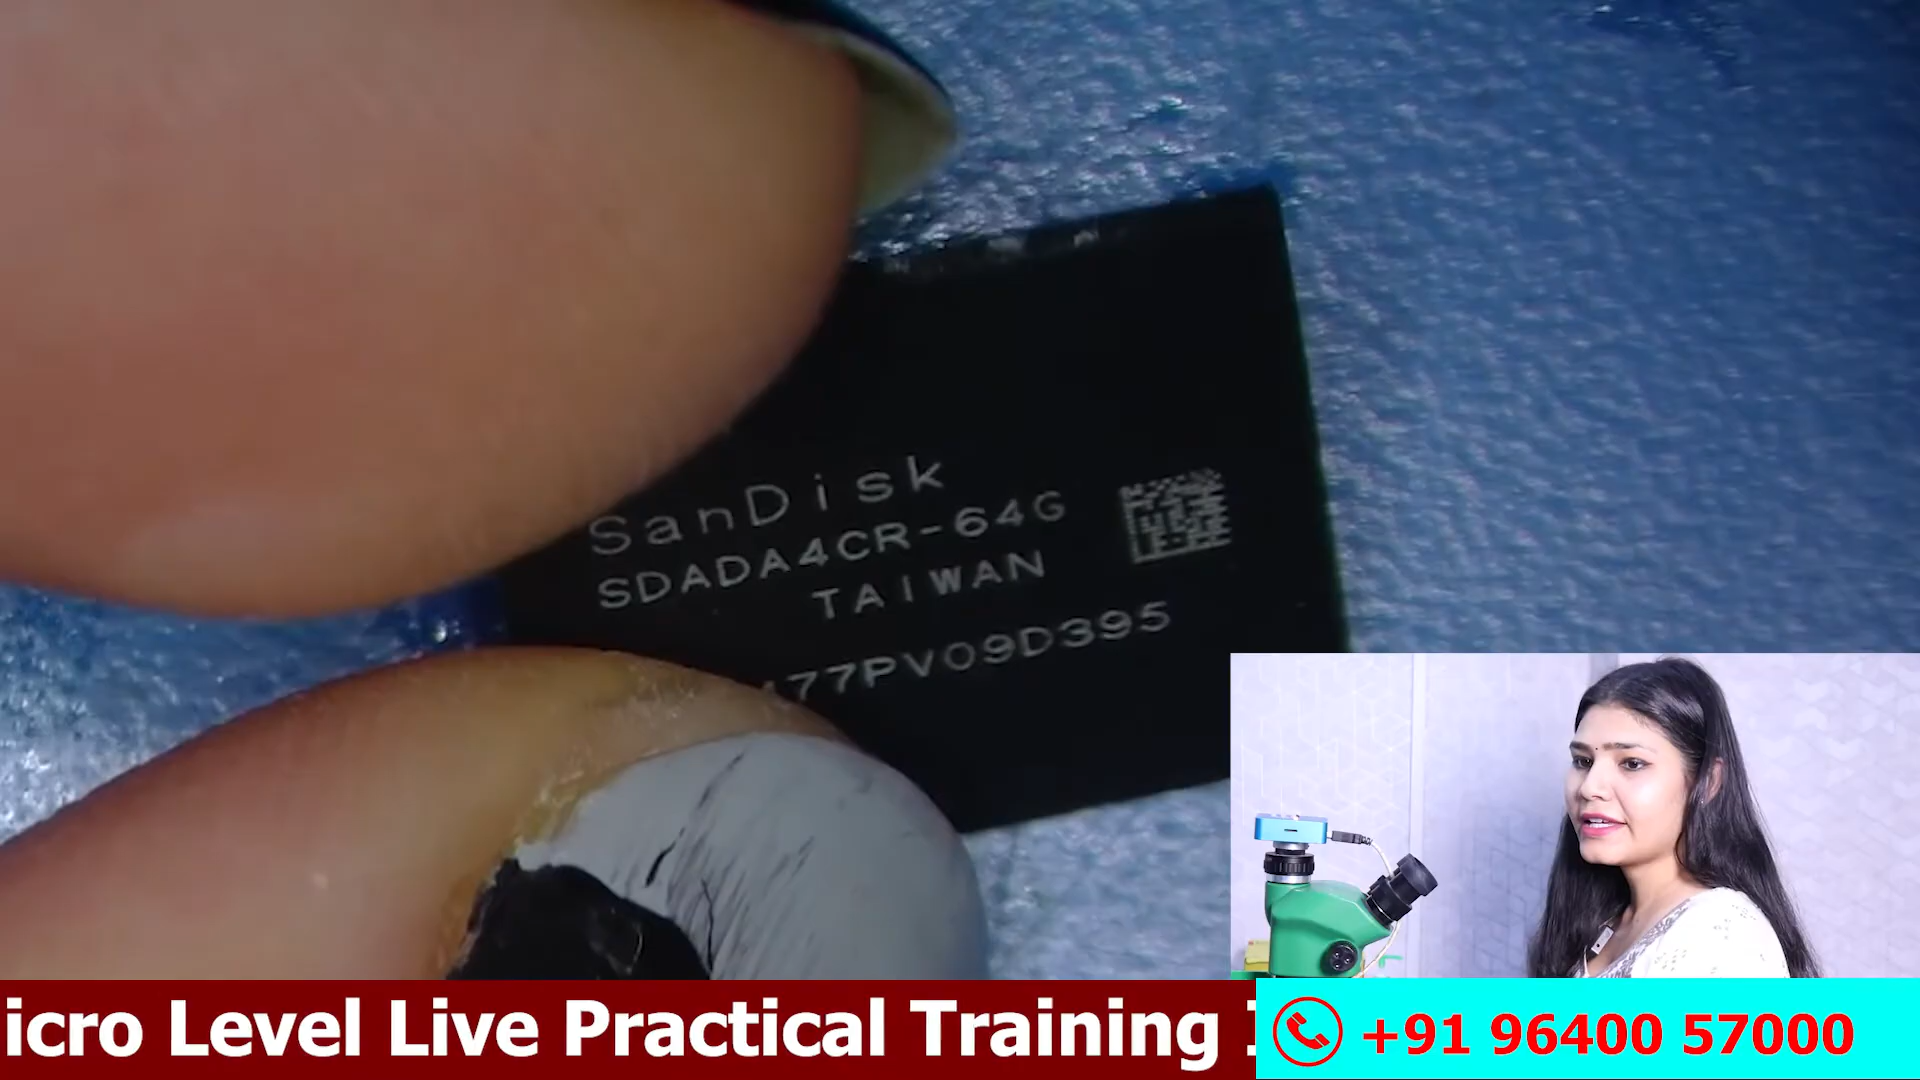 SanDisk
SDADA4CR-64G
TAIWAN
77PV09D395
icro Level Live Practical Training
+91 96400 57000